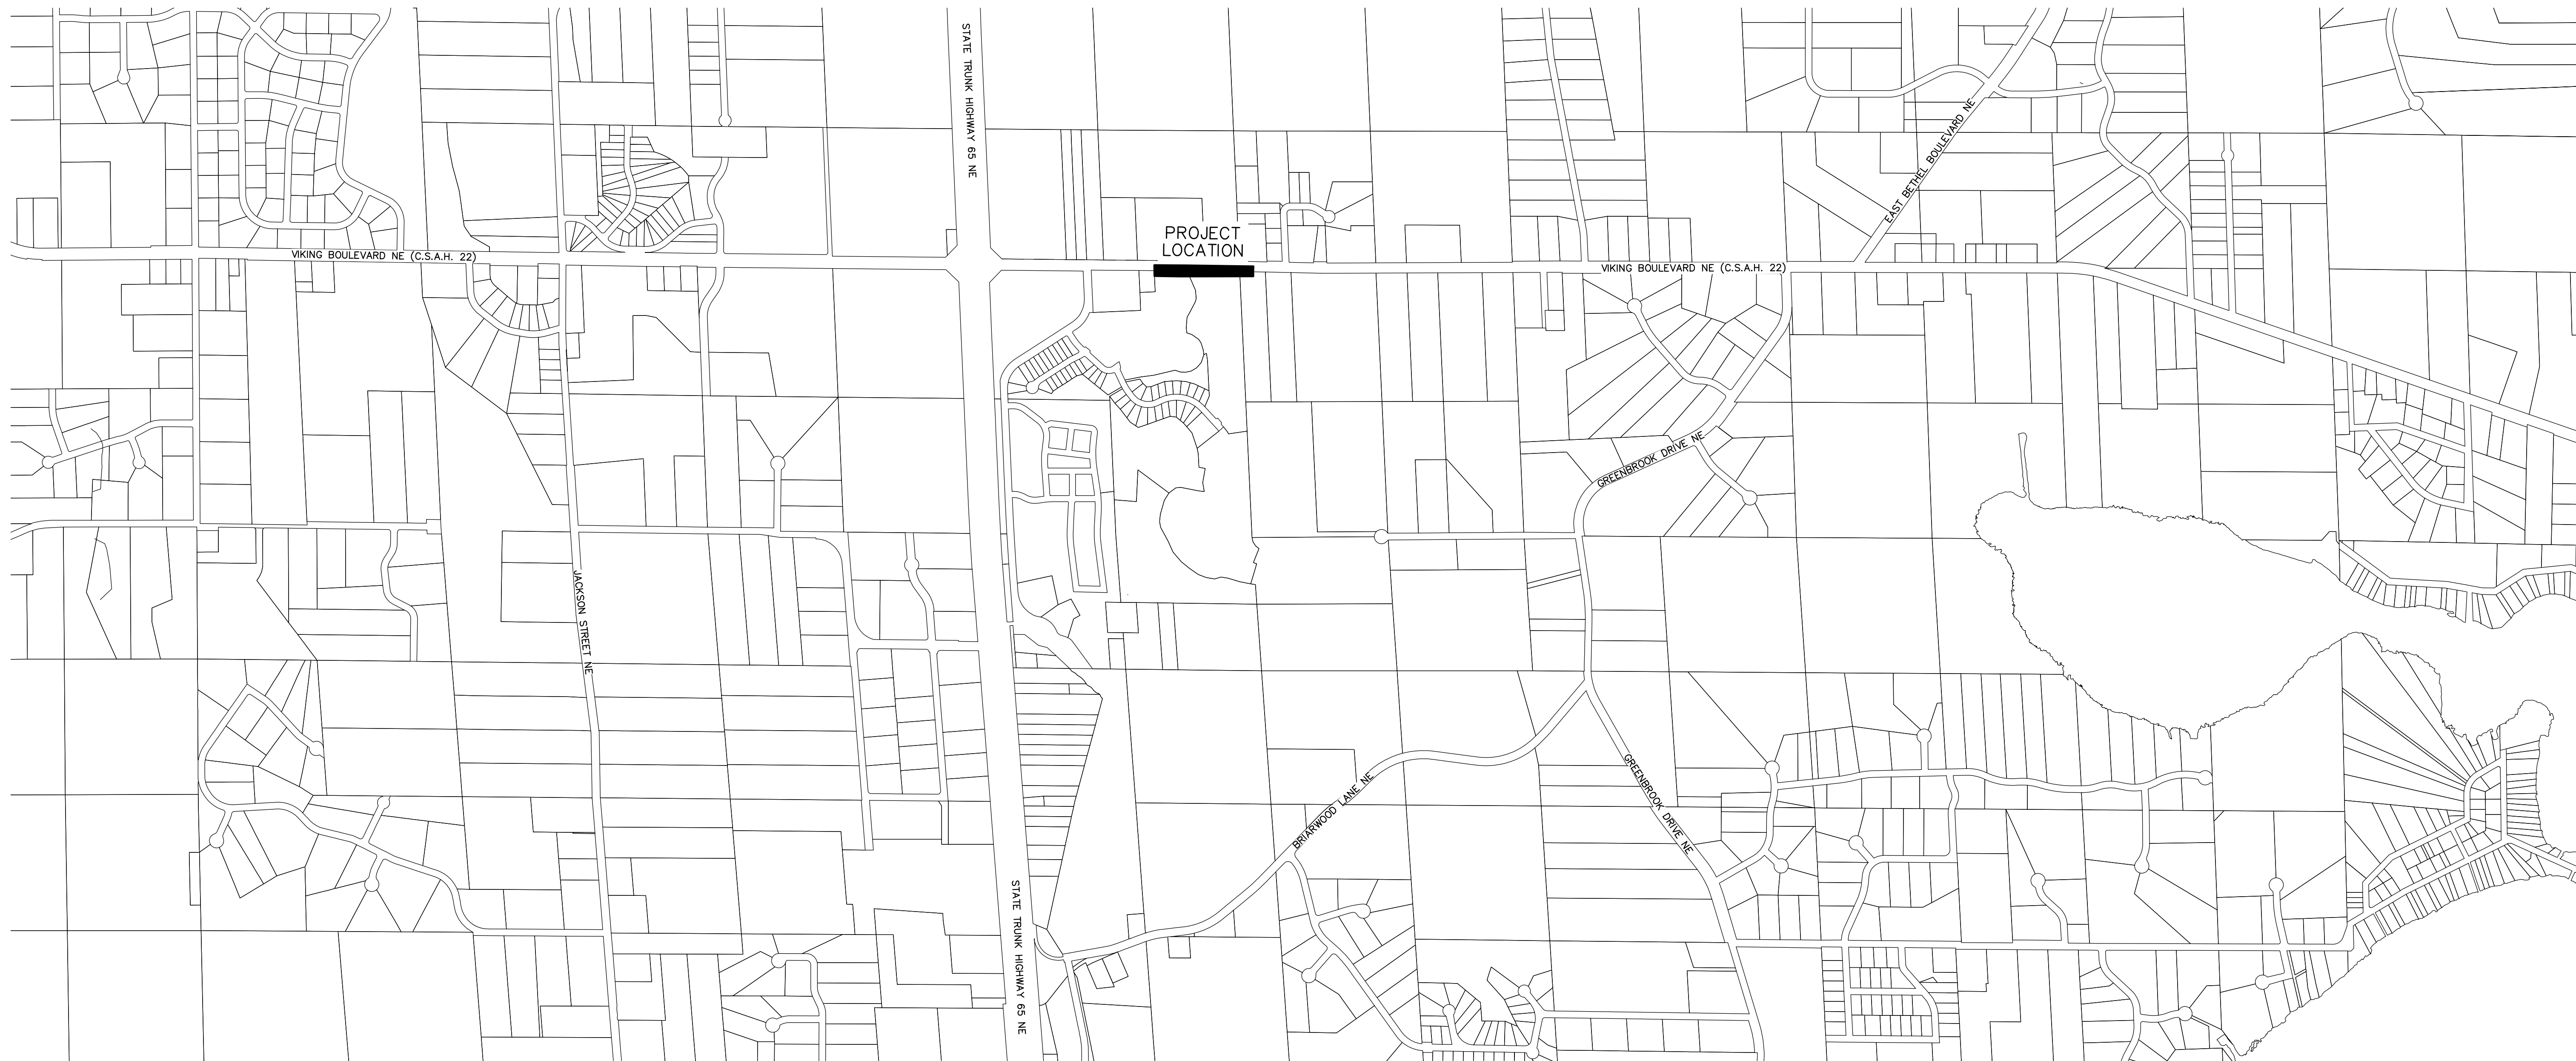 STATE TRUNK HIGHWAY 65 NE
EAST BETHEL BOULEVARD NE
PROJECT
LOCATION
VIKING BOULEVARD NE (C.S.A.H. 22)
VIKING BOULEVARD NE (C.S.A.H. 22)
GREENBROOK DRIVE NE
JACKSON STREET NE
BRIARWOOD LANE NE
GREENBROOK DRIVE NE
STATE TRUNK HIGHWAY 65 NE